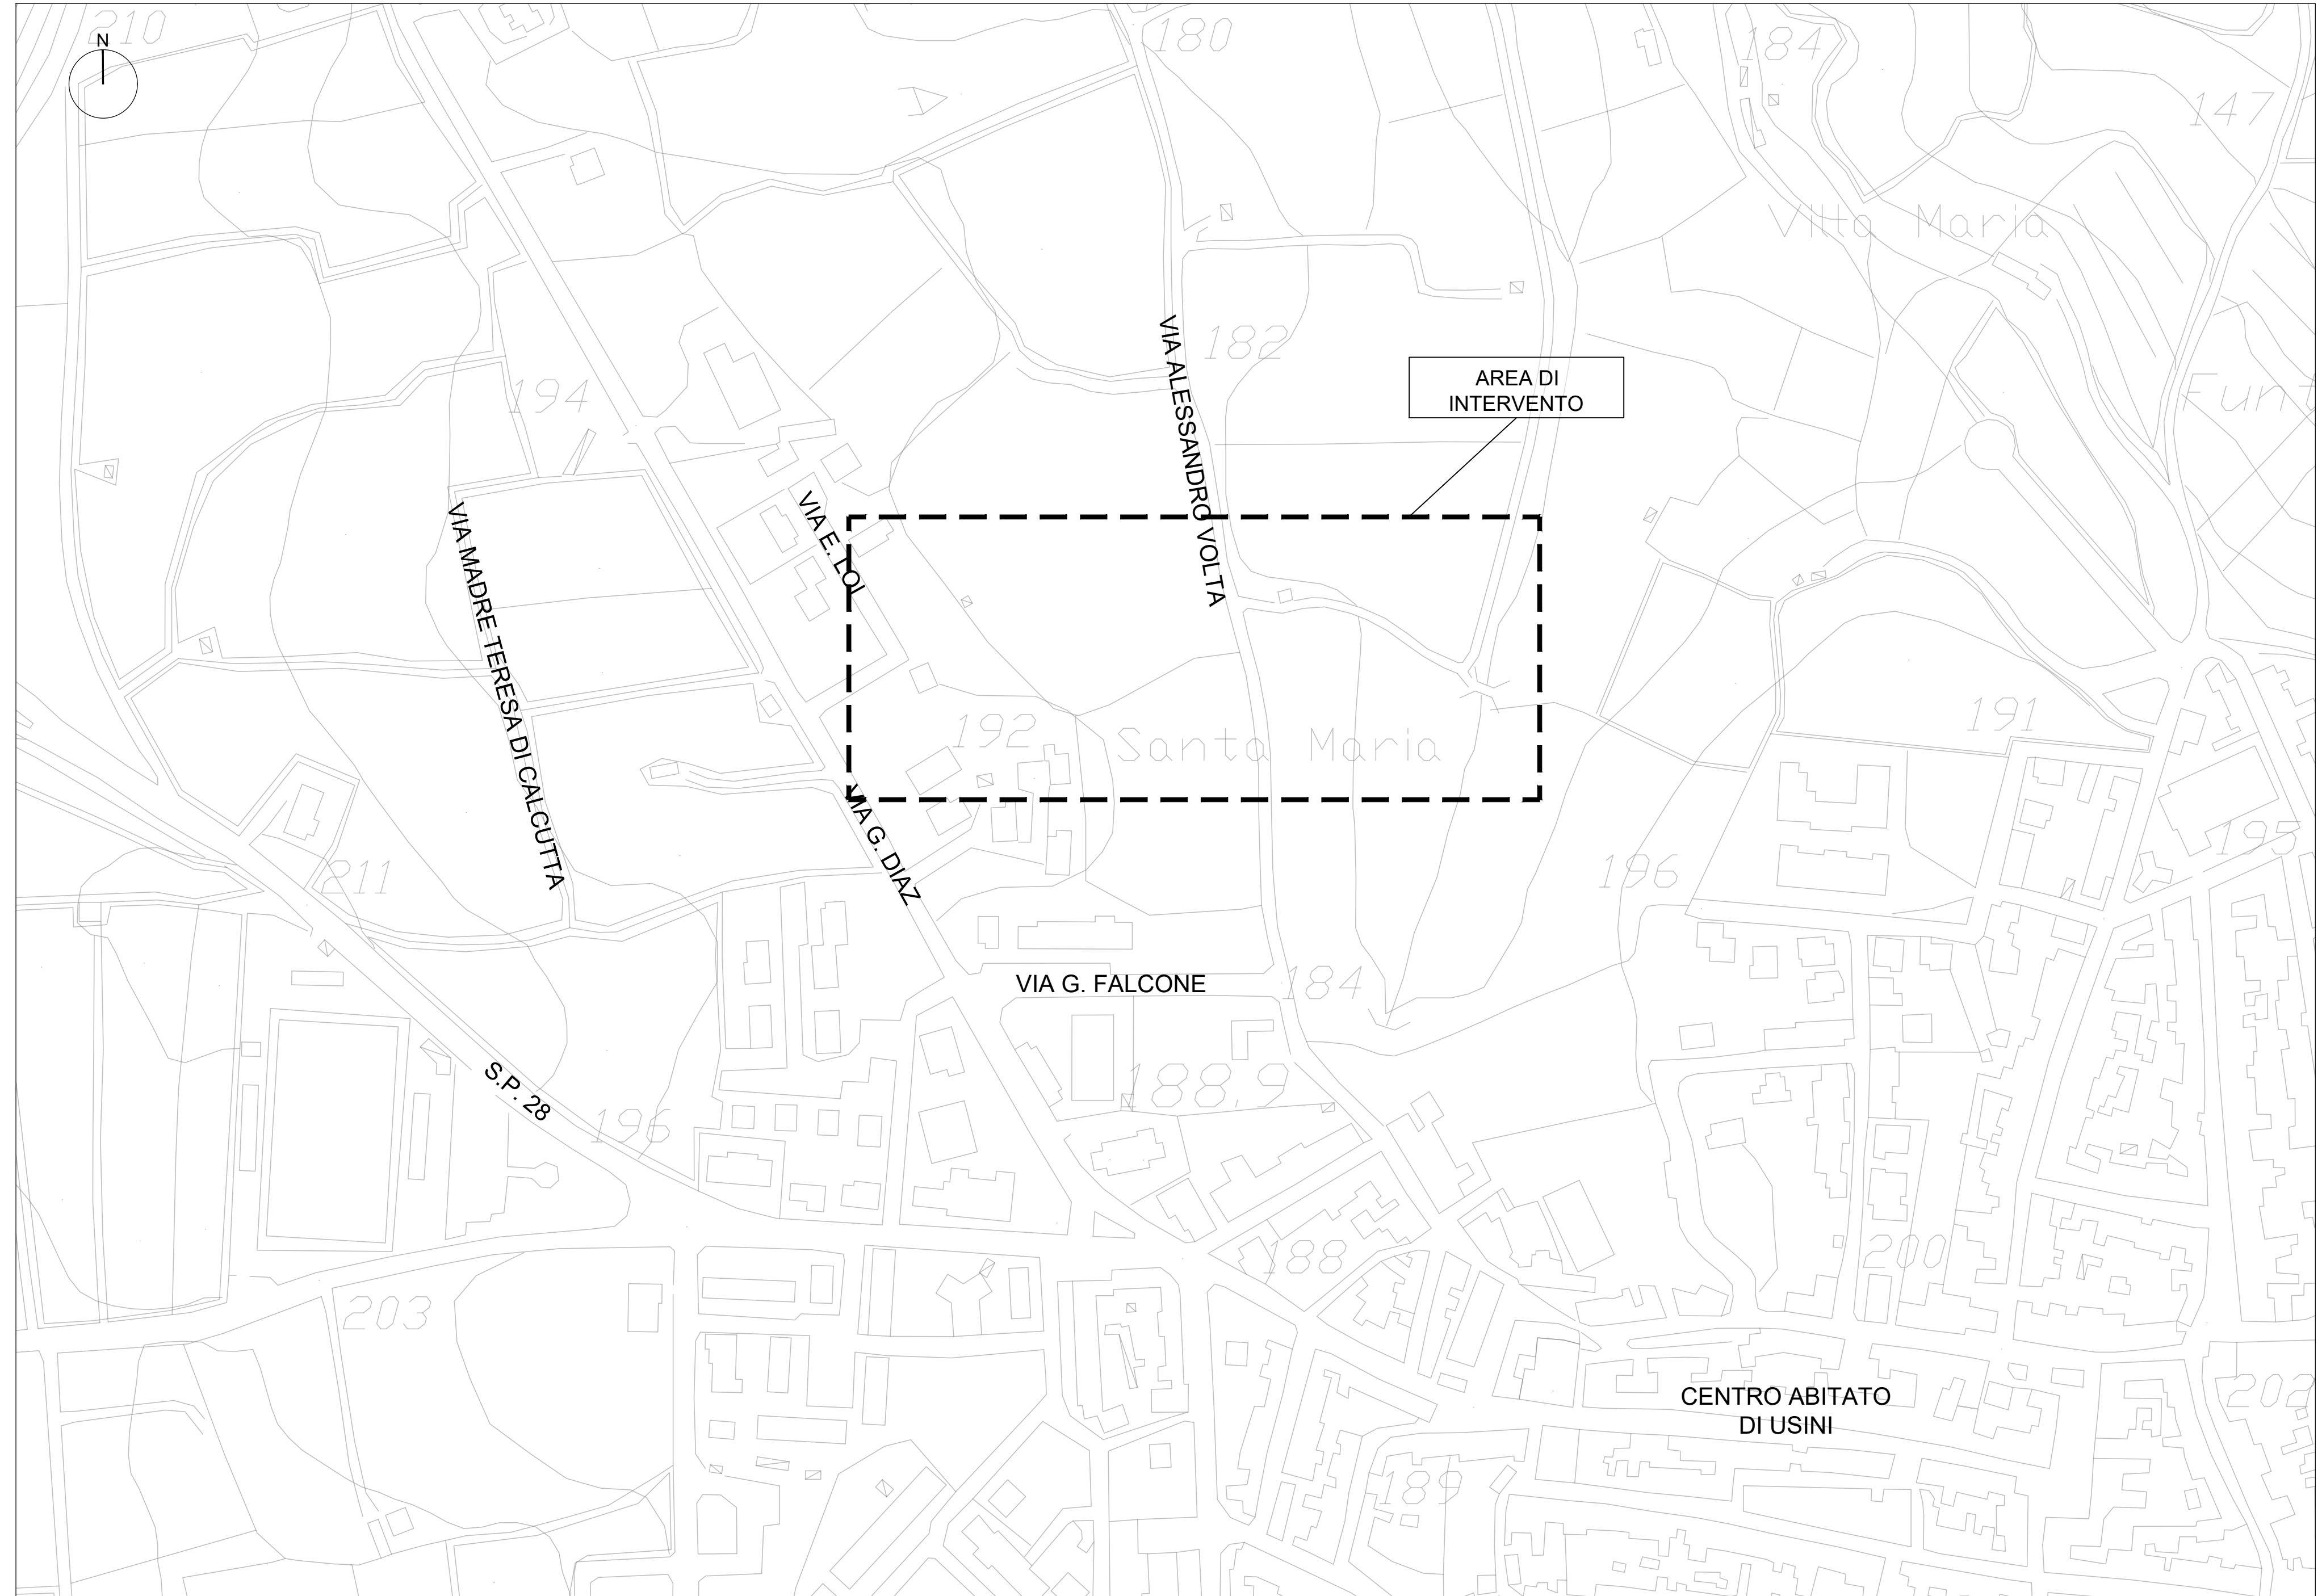 210
N
180
184
147
Vitto Maria
182
VIA ALESSANDRO VOLTA
AREA DI
INTERVENTO
194
VIA E. LOI
VIA MADRE TERESA DI CALCUTTA
192
Santa Maria
191
195
VIA G. DIAZ
211
196
VIA G. FALCONE
184
188,9
S.P. 28
196
188
200
203
CENTRO ABITATO
DI USINI
202
189